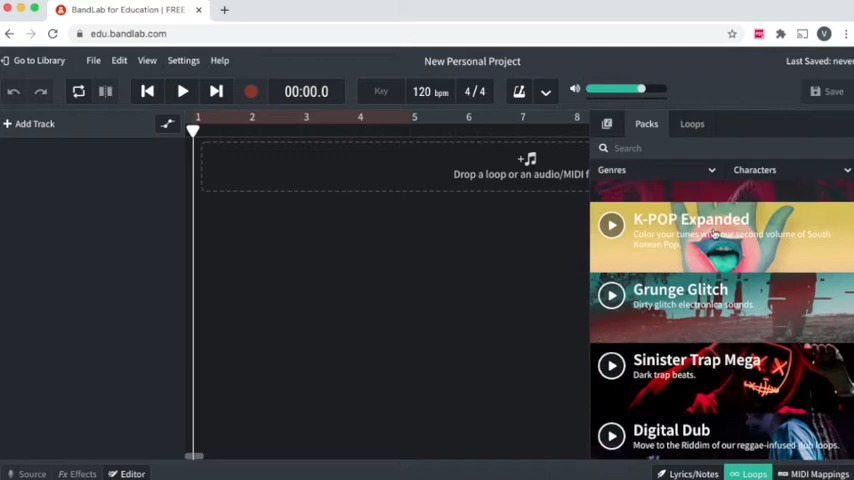 BandLab for Education | FREE
edu.bandlab.com
V
Go to Library File Edit View Settings Help New Personal Project Last Saved: never
00:00.0 Key 120 bpm 4 / 4 Save
Add Track 1 2 3 4 5 6 7 8 Packs Loops
Search
Drop a loop or an audio/MIDI f
Genres Characters
K-POP Expanded
Color your tunes with our second volume of South
Korean Pop.
Grunge Glitch
Dirty glitch electronica sounds.
Sinister Trap Mega
Dark trap beats.
Digital Dub
Move to the Riddim of our reggae-infused dub loops.
Source Fx Effects Editor Lyrics/Notes Loops MIDI Mappings